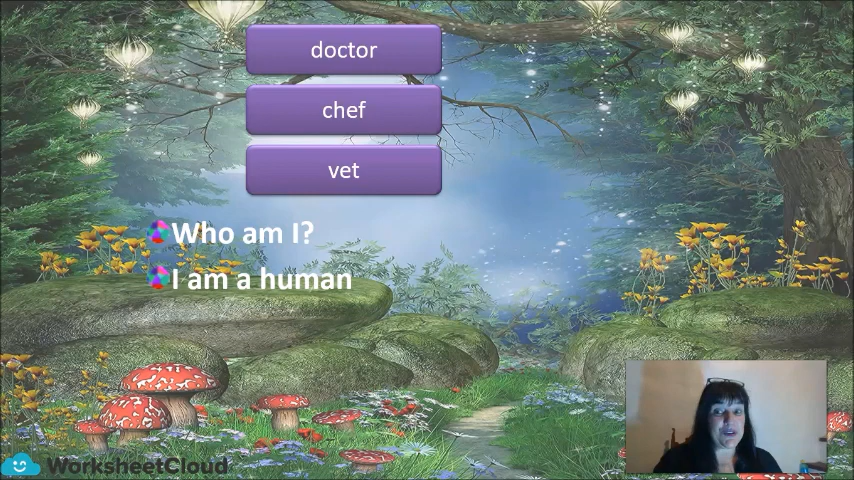 doctor
chef
vet
Who am I?
I am a human
WorksheetCloud